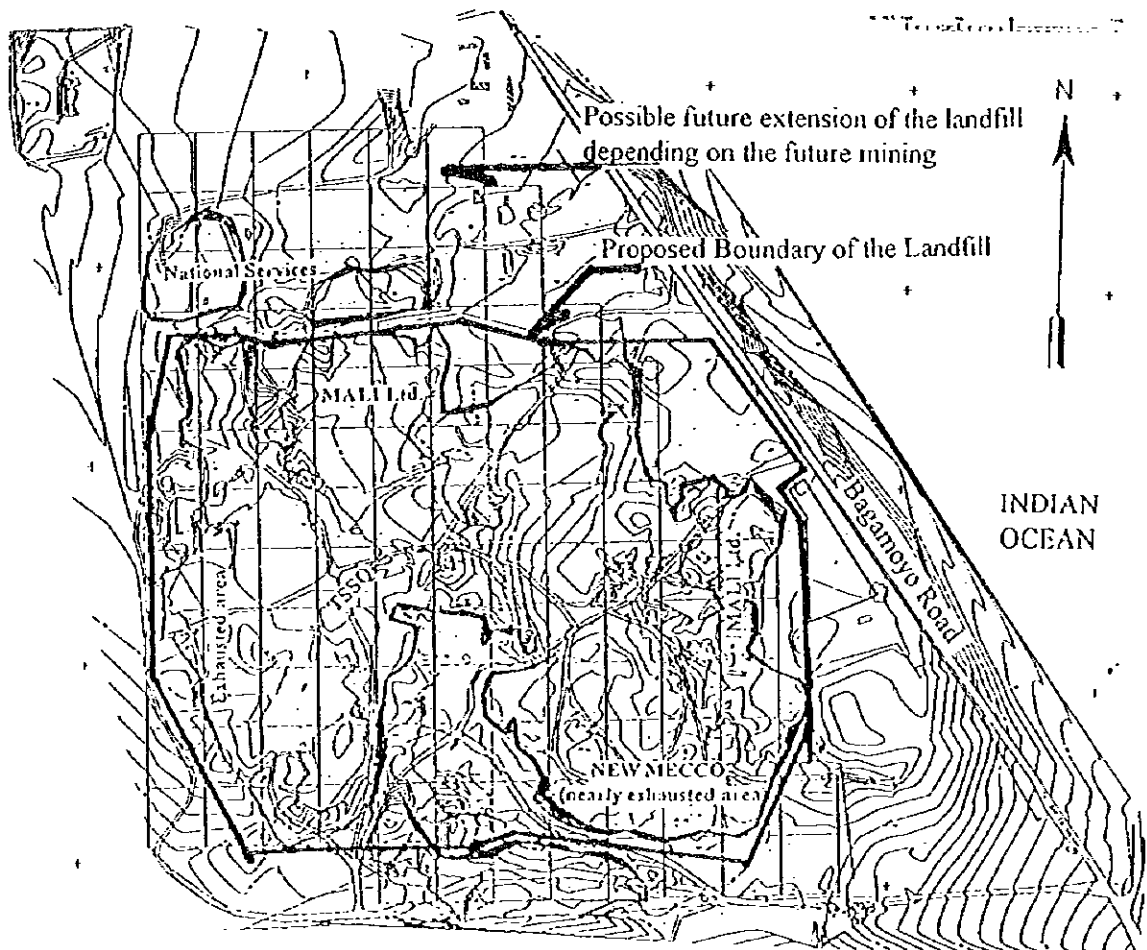 N
Possible future extension of the landfill
depending on the future mining
Proposed Boundary of the Landfill
National Services
MALI Ltd.
INDIAN
OCEAN
Bagamoyo Road
Exhausted area
MALI Ltd.
NEW MECCO
(nearly exhausted area)